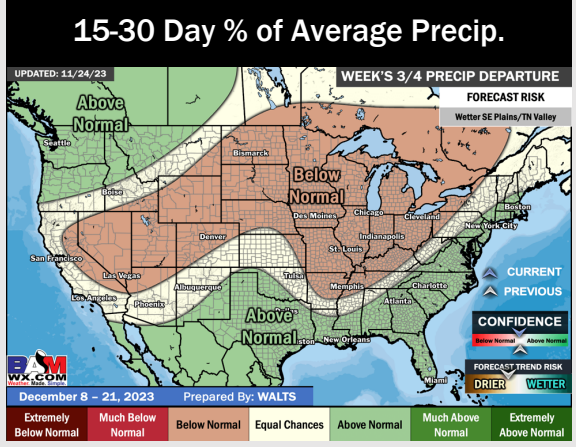 15-30 Day % of Average Precip.
UPDATED: 11/24/23
WEEK'S 3/4 PRECIP DEPARTURE
FORECAST RISK
Wetter SE Plains/TN Valley
Above
Normal
Seattle
Bismarck
Boise
Below
Normal
Des Moines
Chicago
Cleveland
Boston
New York City
Denver
Indianapolis
St. Louis
San Francisco
Las Vegas
Los Angeles
Albuquerque
Phoenix
Tulsa
Memphis
Charlotte
Atlanta
Above
Normal
ston
New Orleans
Miami
CURRENT
PREVIOUS
CONFIDENCE
Below Normal
Above Normal
FORECAST TREND RISK
DRIER
WETTER
BAM
WX.COM
Weather. Made. Simple.
December 8 – 21, 2023
Prepared By: WALTS
Extremely
Below Normal
Much Below
Normal
Below Normal
Equal Chances
Above Normal
Much Above
Normal
Extremely
Above Normal